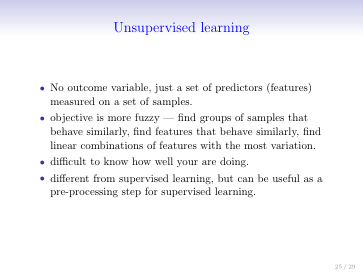 Unsupervised learning
• No outcome variable, just a set of predictors (features)
measured on a set of samples.
• objective is more fuzzy — find groups of samples that
behave similarly, find features that behave similarly, find
linear combinations of features with the most variation.
• difficult to know how well your are doing.
• different from supervised learning, but can be useful as a
pre-processing step for supervised learning.
25 / 29